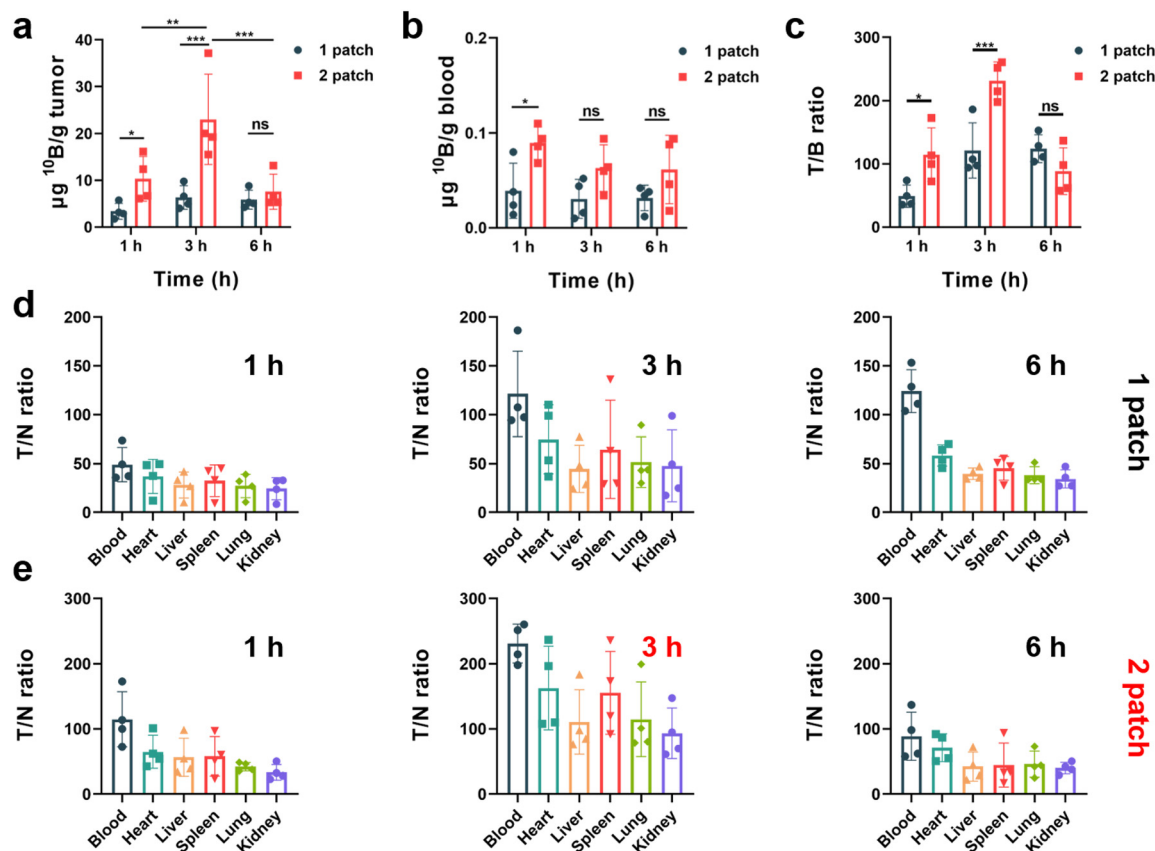 a
µg ¹⁰B/g tumor
40
30
20
10
0
**
***
***
*
ns
1 patch
2 patch
1 h
3 h
6 h
Time (h)
b
µg ¹⁰B/g blood
0.2
0.1
0.0
*
ns
ns
1 patch
2 patch
1 h
3 h
6 h
Time (h)
c
T/B ratio
400
300
200
100
0
*
***
ns
1 patch
2 patch
1 h
3 h
6 h
Time (h)
d
T/N ratio
200
150
100
50
0
1 h
Blood
Heart
Liver
Spleen
Lung
Kidney
T/N ratio
200
150
100
50
0
3 h
Blood
Heart
Liver
Spleen
Lung
Kidney
T/N ratio
200
150
100
50
0
6 h
Blood
Heart
Liver
Spleen
Lung
Kidney
1 patch
e
T/N ratio
300
200
100
0
1 h
Blood
Heart
Liver
Spleen
Lung
Kidney
T/N ratio
300
200
100
0
3 h
Blood
Heart
Liver
Spleen
Lung
Kidney
T/N ratio
300
200
100
0
6 h
Blood
Heart
Liver
Spleen
Lung
Kidney
2 patch